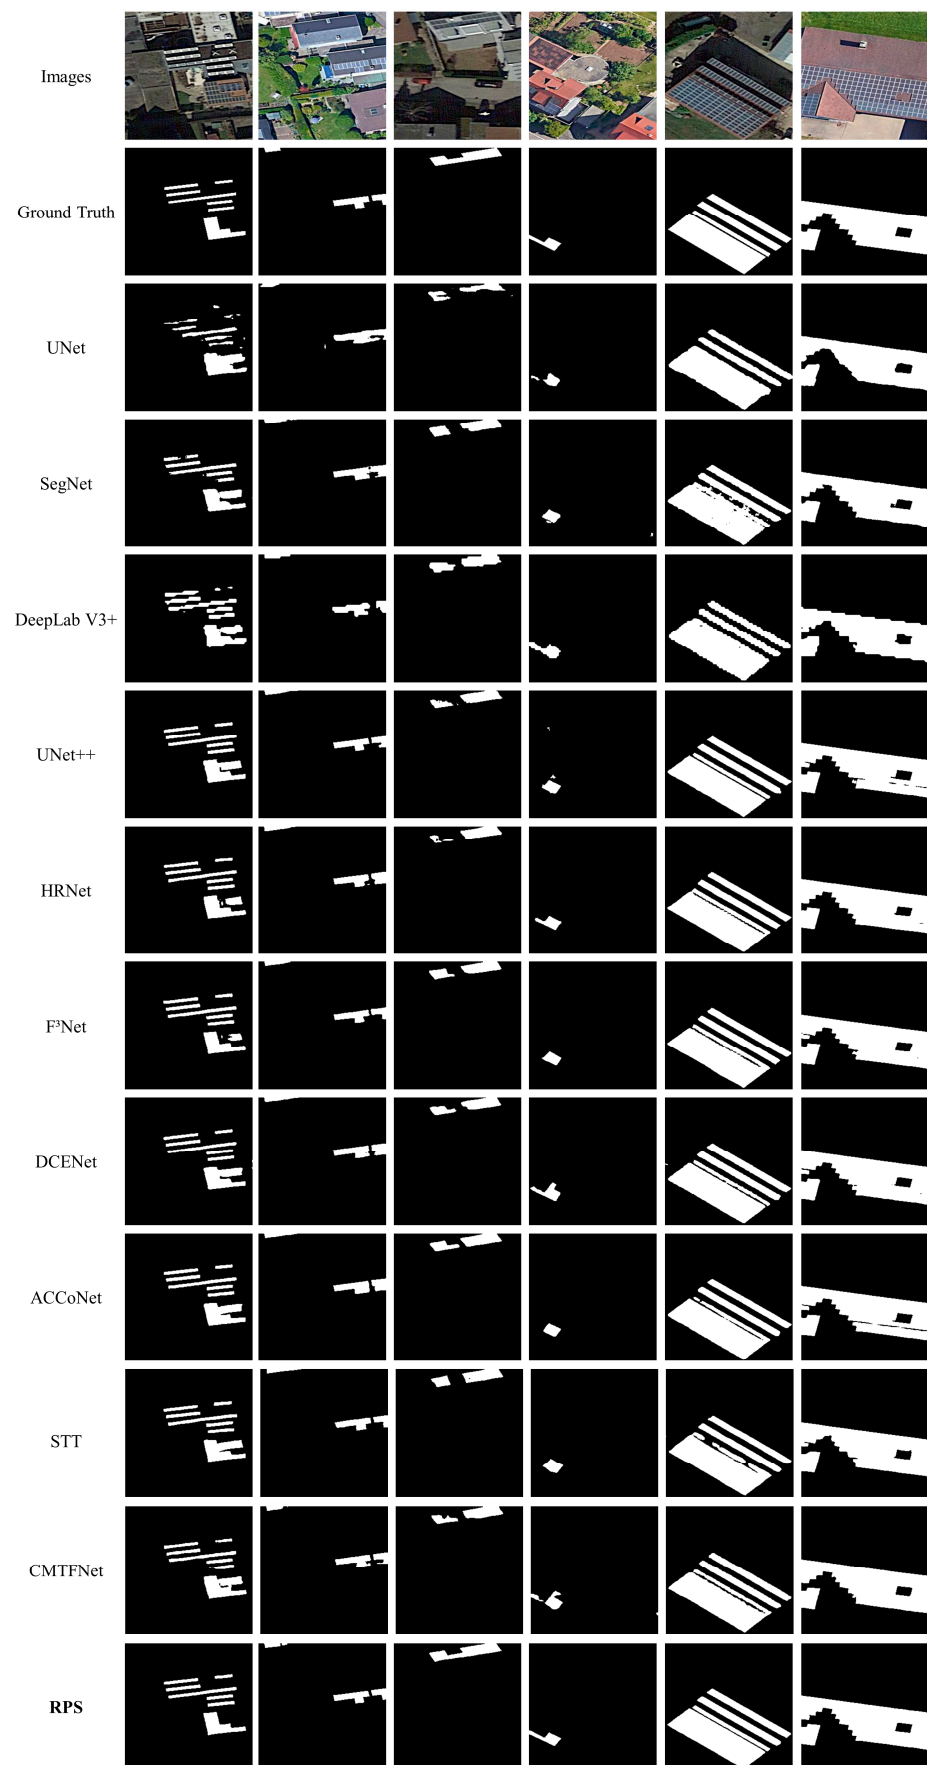 Images
Ground Truth
UNet
SegNet
DeepLab V3+
UNet++
HRNet
F³Net
DCENet
ACCoNet
STT
CMTFNet
RPS